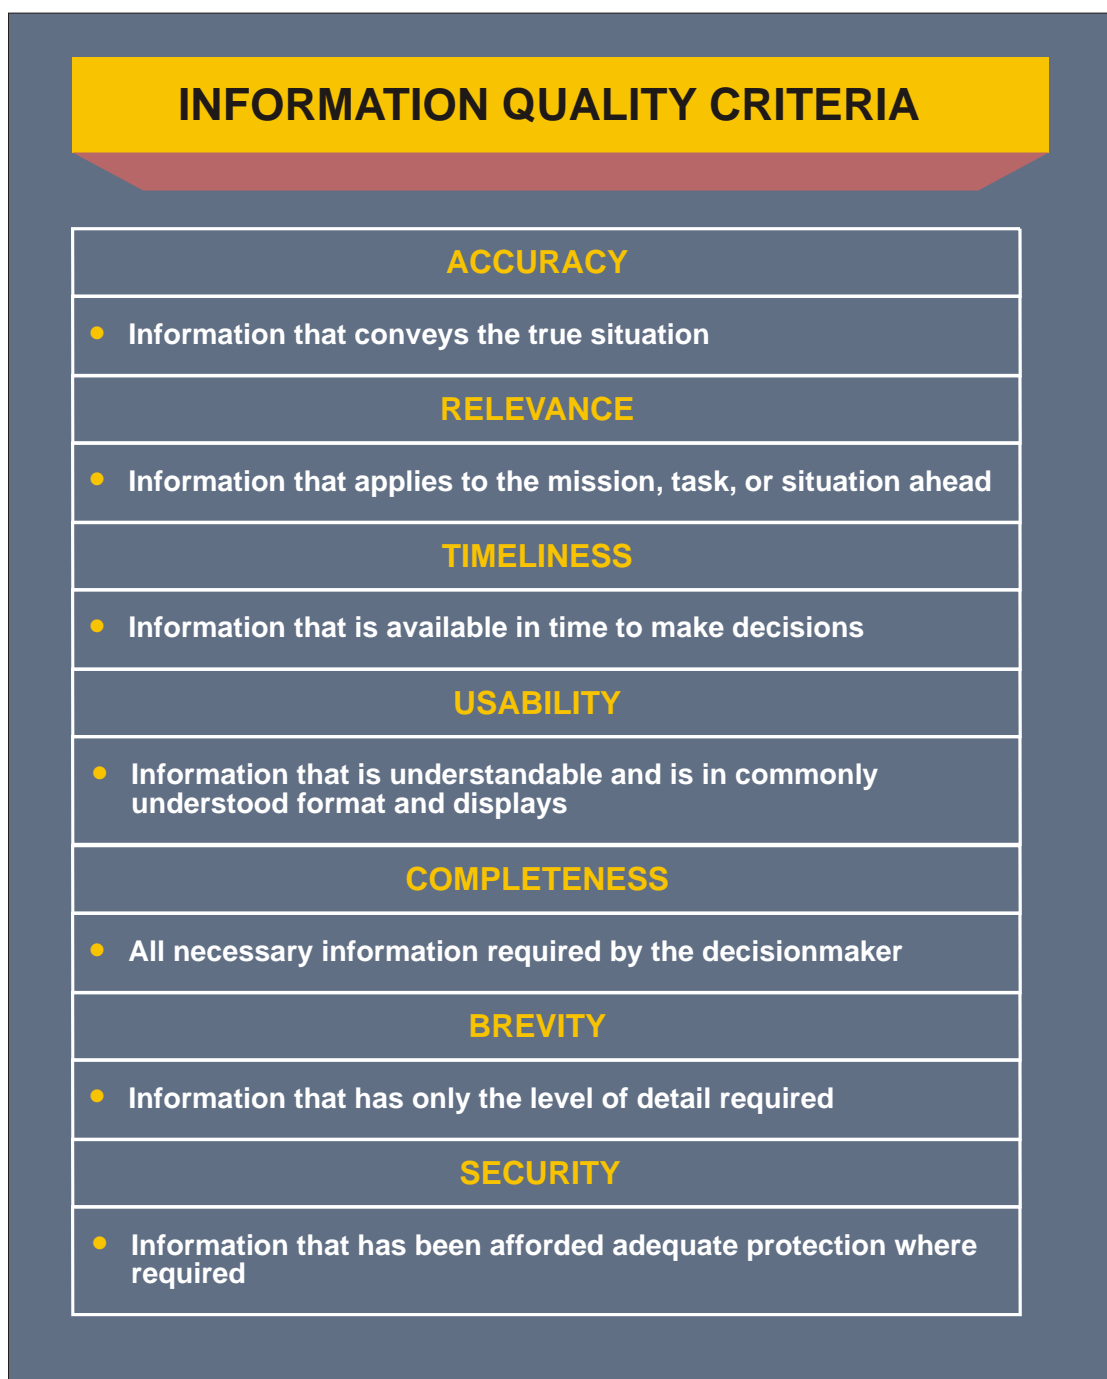 INFORMATION QUALITY CRITERIA
ACCURACY
• Information that conveys the true situation
RELEVANCE
• Information that applies to the mission, task, or situation ahead
TIMELINESS
• Information that is available in time to make decisions
USABILITY
• Information that is understandable and is in commonly
understood format and displays
COMPLETENESS
• All necessary information required by the decisionmaker
BREVITY
• Information that has only the level of detail required
SECURITY
• Information that has been afforded adequate protection where
required